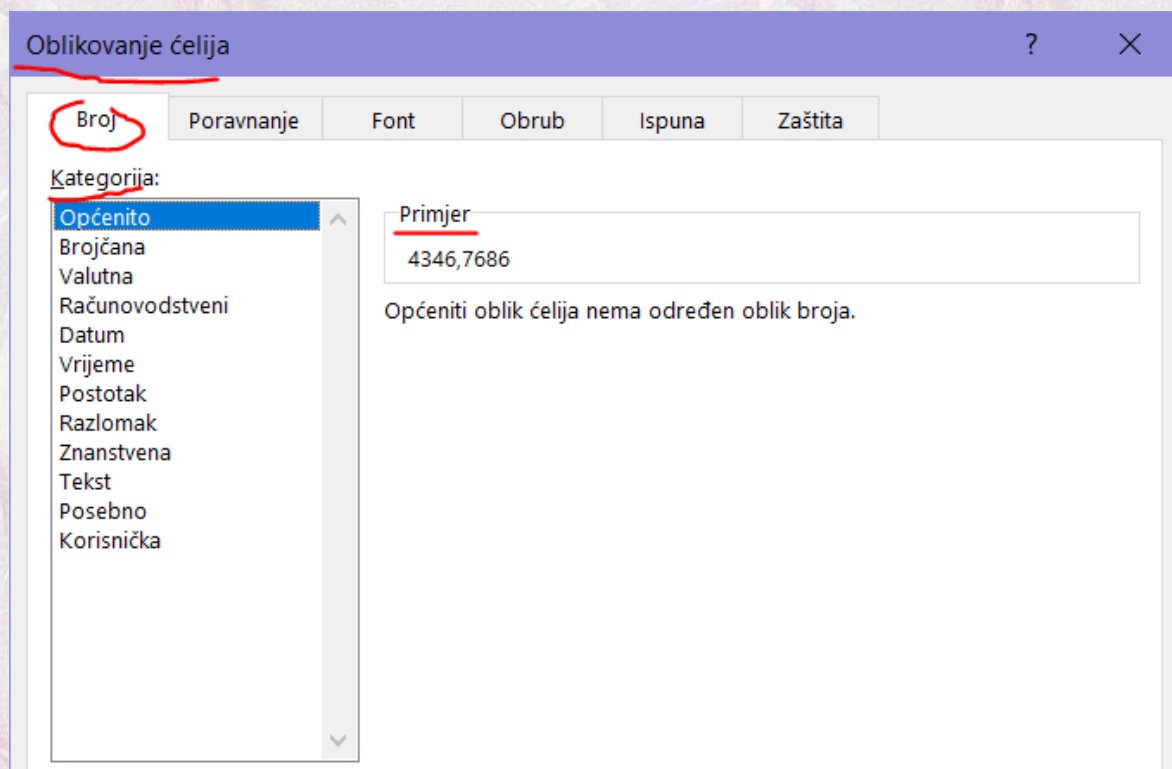 Oblikovanje ćelija
?
Broj
Poravnanje
Font
Obrub
Ispuna
Zaštita
Kategorija:
Općenito
Brojčana
Valutna
Računovodstveni
Datum
Vrijeme
Postotak
Razlomak
Znanstvena
Tekst
Posebno
Korisnička
Primjer
4346,7686
Općeniti oblik ćelija nema određen oblik broja.